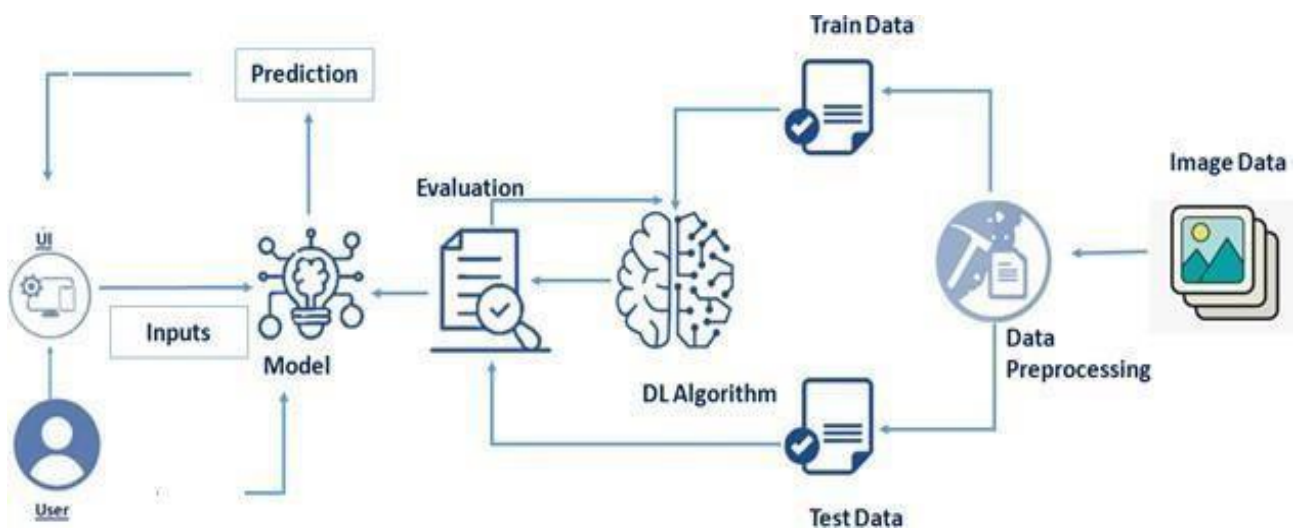 Train Data
Prediction
Image Data
Evaluation
UI
Inputs
Data
Preprocessing
Model
DL Algorithm
User
Test Data